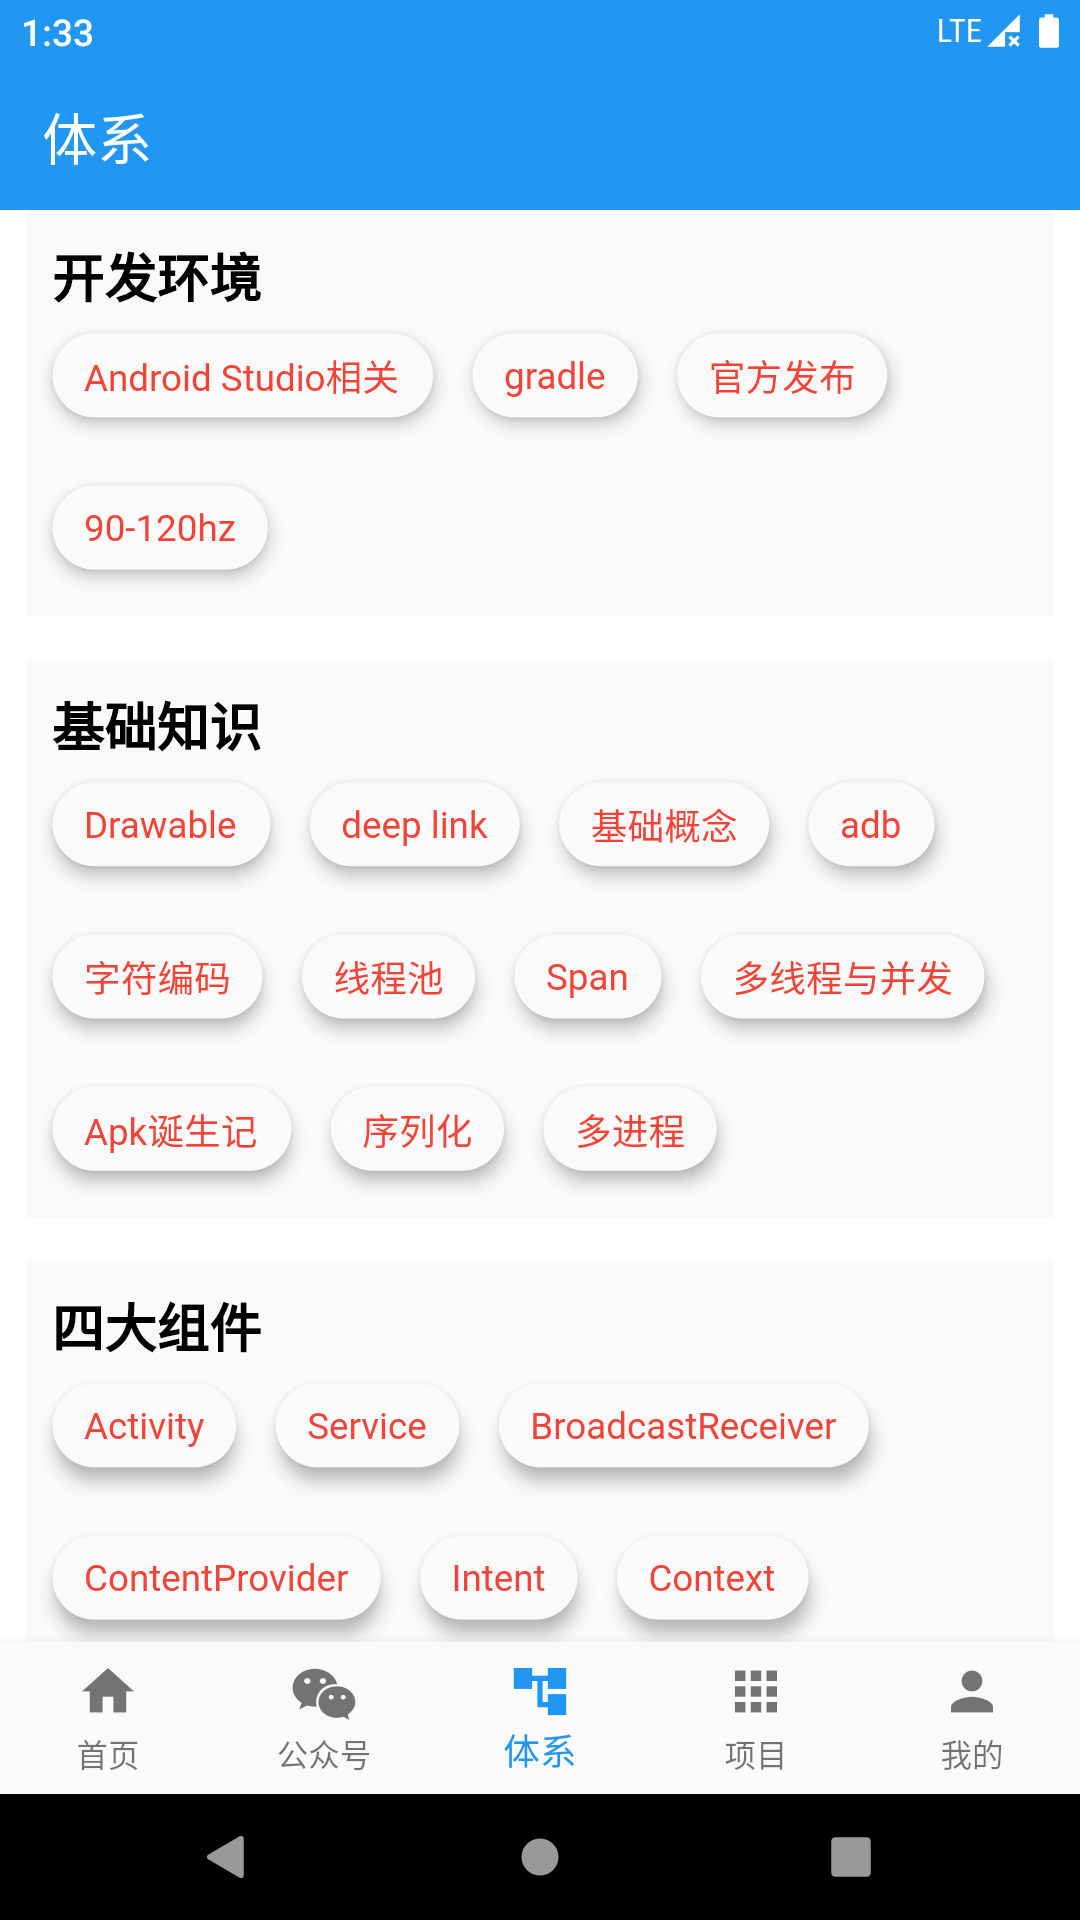 1:33 LTE
体系
开发环境
Android Studio相关 gradle 官方发布
90-120hz
基础知识
Drawable deep link 基础概念 adb
字符编码 线程池 Span 多线程与并发
Apk诞生记 序列化 多进程
四大组件
Activity Service BroadcastReceiver
ContentProvider Intent Context
首页 公众号 体系 项目 我的